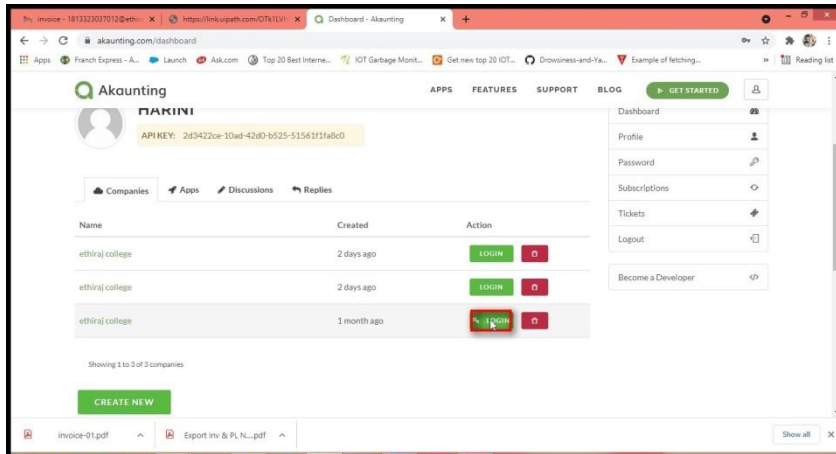 invoice - 1813323037012@ethira
https://link.uipath.com/OTk1LVh
Dashboard - Akaunting
akaunting.com/dashboard
Apps
Franch Express - A...
Launch
Ask.com
Top 20 Best Interne...
IOT Garbage Monit...
Get new top 20 IOT...
Drowsiness-and-Ya...
Example of fetching...
Reading list
Akaunting
APPS FEATURES SUPPORT BLOG GET STARTED
HARINI
API KEY: 2d3422ce-10ad-42d0-b525-51561f1fa8c0
Dashboard
Profile
Password
Subscriptions
Tickets
Logout
Become a Developer
Companies Apps Discussions Replies
Name Created Action
ethiraj college 2 days ago LOGIN
ethiraj college 2 days ago LOGIN
ethiraj college 1 month ago LOGIN
Showing 1 to 3 of 3 companies
CREATE NEW
invoice-01.pdf
Export Inv & PL N....pdf
Show all